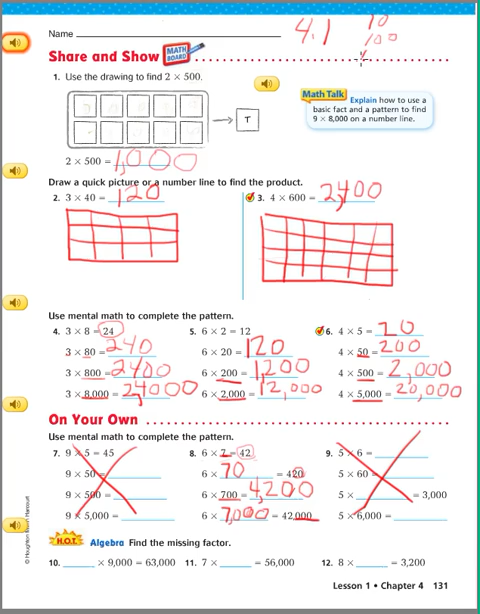 4.1
10
100
Name
Share and Show MATH BOARD
1. Use the drawing to find 2 × 500.
T
Math Talk
Explain how to use a
basic fact and a pattern to find
9 × 8,000 on a number line.
2 × 500 = 1,000
Draw a quick picture or a number line to find the product.
2. 3 × 40 = 120
3. 4 × 600 = 2,400
Use mental math to complete the pattern.
4. 3 × 8 = 24
3 × 80 = 240
3 × 800 = 2400
3 × 8,000 = 24000
5. 6 × 2 = 12
6 × 20 = 120
6 × 200 = 1,200
6 × 2,000 = 12,000
6. 4 × 5 = 20
4 × 50 = 200
4 × 500 = 2,000
4 × 5,000 = 20,000
On Your Own
Use mental math to complete the pattern.
7. 9 × 5 = 45
9 × 50 =
9 × 500 =
9 × 5,000 =
8. 6 × 7 = 42
6 × 70 = 420
6 × 700 = 4,200
6 × 7,000 = 42,000
9. 5 × 6 =
5 × 60 =
5 × = 3,000
5 × 6,000 =
H.O.T. Algebra Find the missing factor.
10. × 9,000 = 63,000
11. 7 × = 56,000
12. 8 × = 3,200
© Houghton Mifflin Harcourt
Lesson 1 • Chapter 4 131